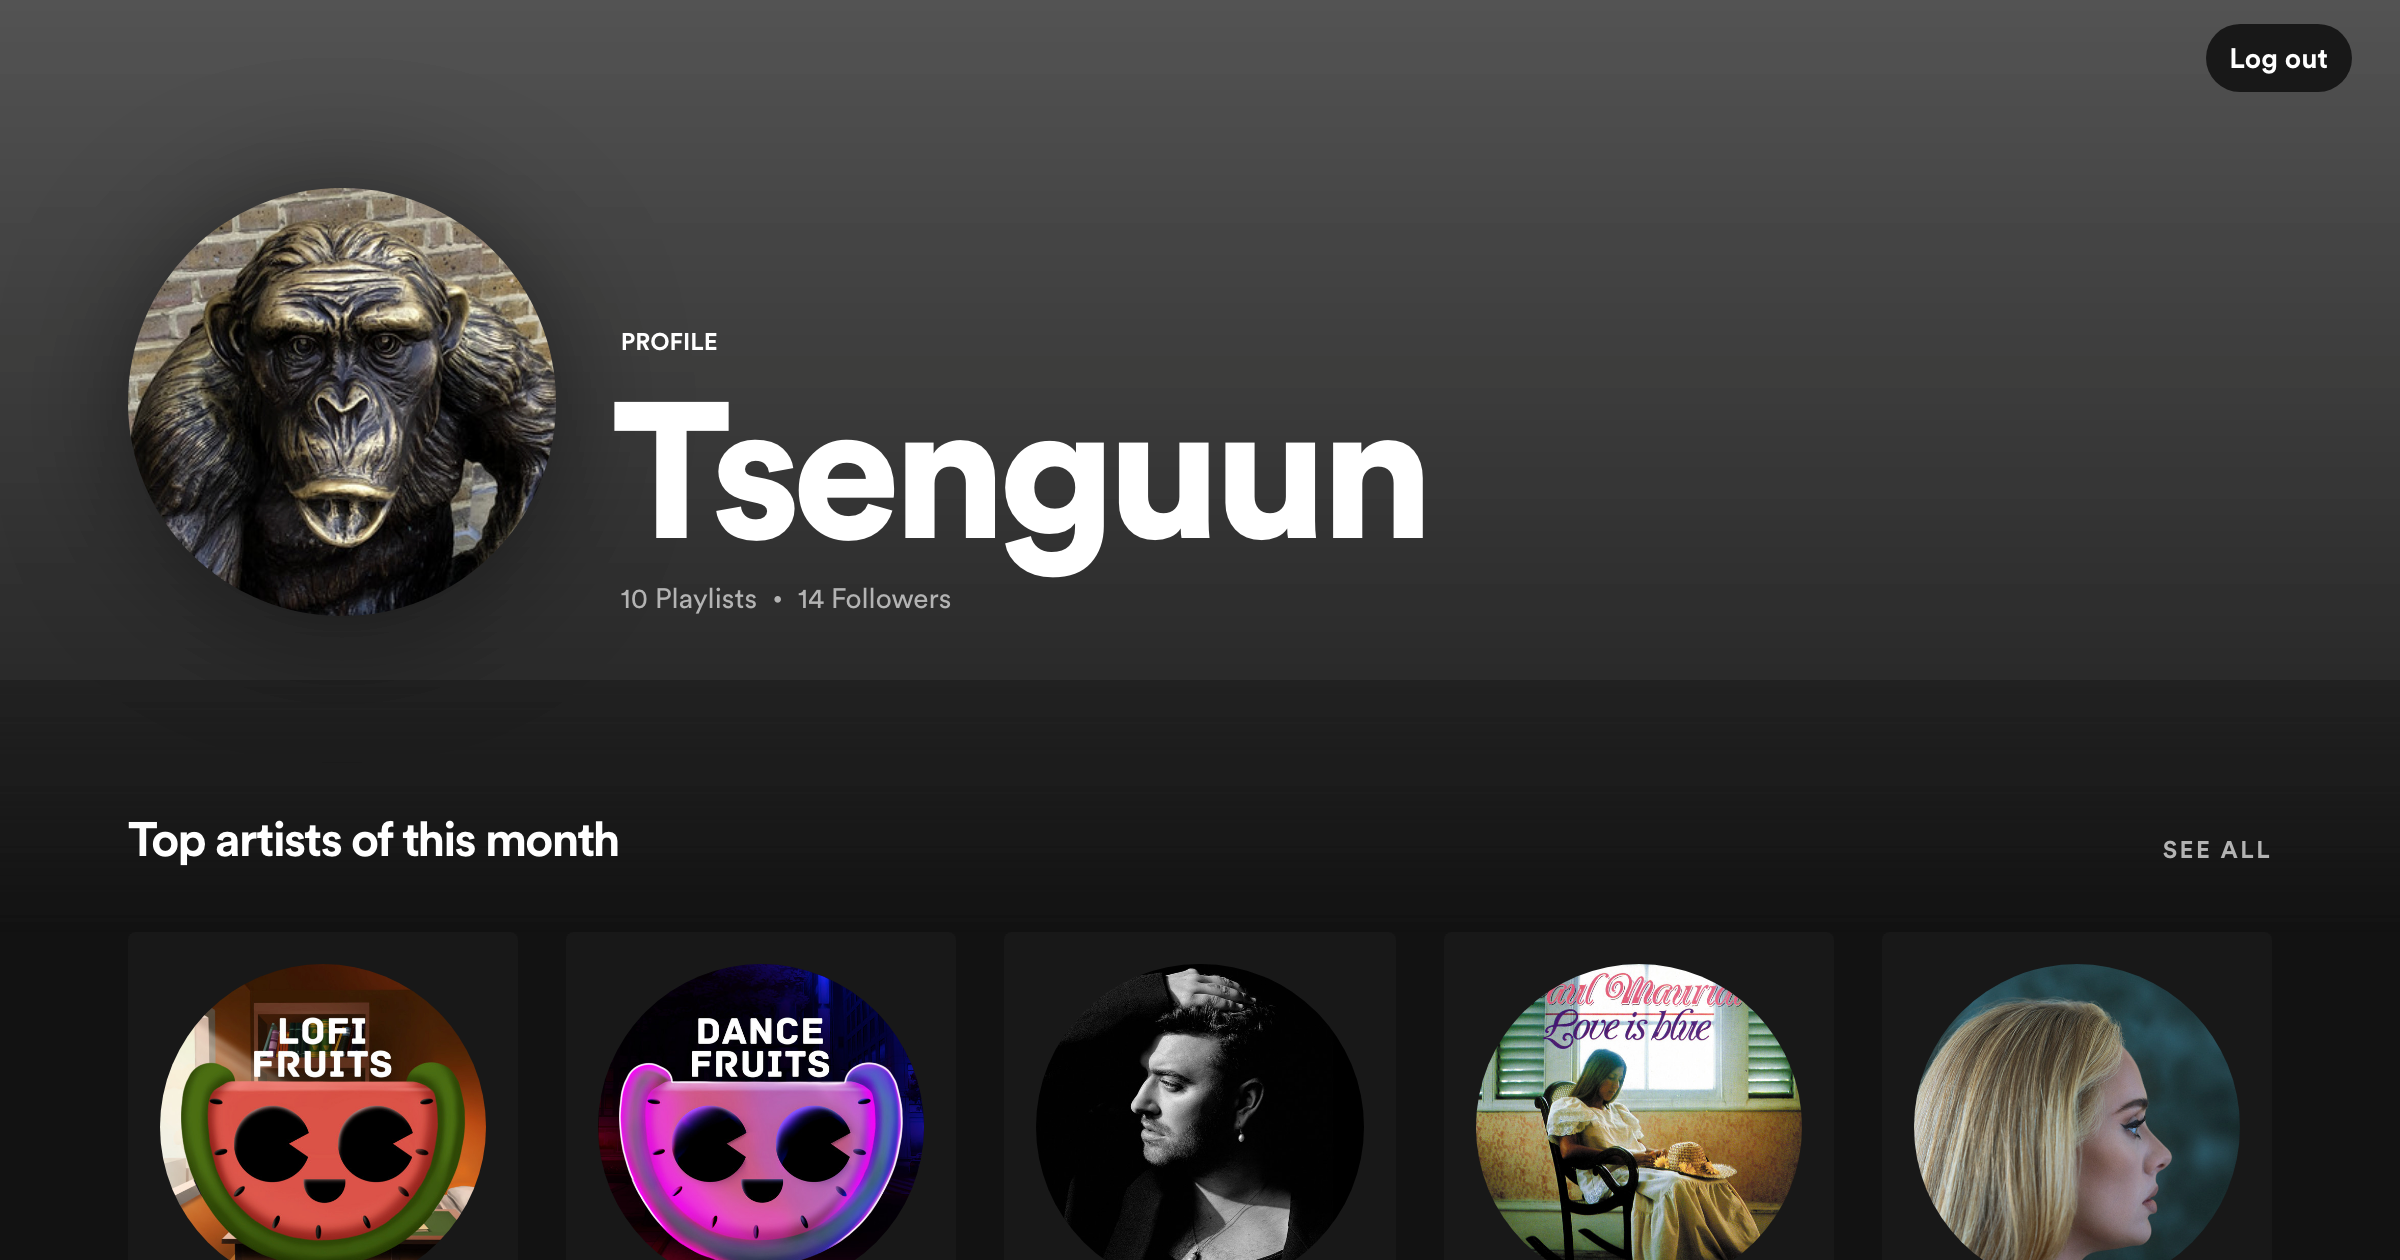 Log out
PROFILE
Tsenguun
10 Playlists • 14 Followers
Top artists of this month
SEE ALL
LOFI
FRUITS
DANCE
FRUITS
aul Mauria
Love is blue